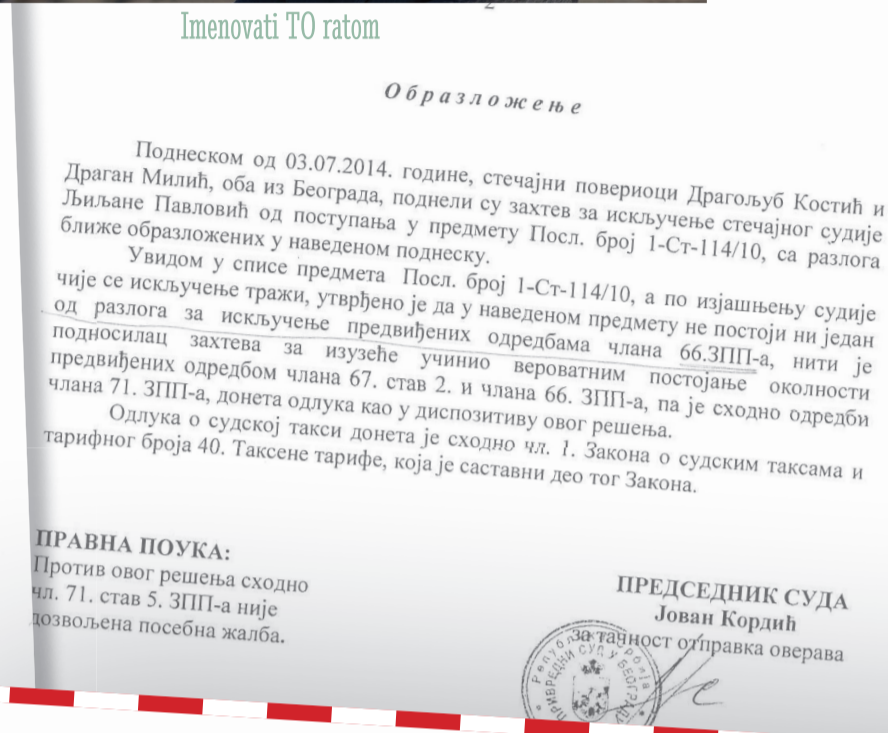 2
Imenovati TO ratom
Образложење
Поднеском од 03.07.2014. године, стечајни повериоци Драгољуб Костић и
Драган Милић, оба из Београда, поднели су захтев за искључење стечајног судије
Љиљане Павловић од поступања у предмету Посл. број 1-Ст-114/10, са разлога
ближе образложених у наведеном поднеску.
Увидом у списе предмета Посл. број 1-Ст-114/10, а по изјашњењу судије
чије се искључење тражи, утврђено је да у наведеном предмету не постоји ни један
од разлога за искључење предвиђених одредбама члана 66.ЗПП-а, нити је
подносилац захтева за изузеће учинио вероватним постојање околности
предвиђених одредбом члана 67. став 2. и члана 66. ЗПП-а, па је сходно одредби
члана 71. ЗПП-а, донета одлука као у диспозитиву овог решења.
Одлука о судској такси донета је сходно чл. 1. Закона о судским таксама и
тарифног броја 40. Таксене тарифе, која је саставни део тог Закона.
ПРАВНА ПОУКА:
Против овог решења сходно
чл. 71. став 5. ЗПП-а није
дозвољена посебна жалба.
ПРЕДСЕДНИК СУДА
Јован Кордић
за тачност отправка оверава
Република Србија
ПРИВРЕДНИ СУД У БЕОГРАДУ